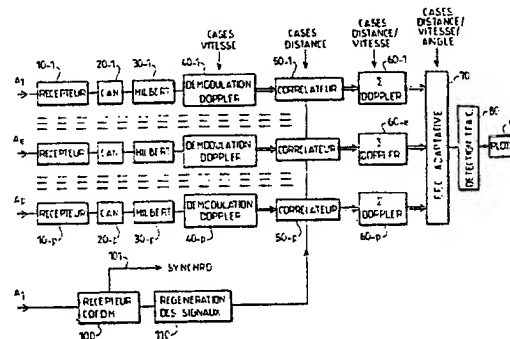 CASES VITESSE
CASES DISTANCE
CASES DISTANCE/ VITESSE
CASES DISTANCE/ VITESSE/ ANGLE
10-1 20-1 30-1 40-1 50-1 60-1 70
A1 RECEPTEUR CAN HILBERT DEMODULATION DOPPLER CORRELATEUR Σ DOPPLER
80
60-e
Ae RECEPTEUR CAN HILBERT DEMODULATION DOPPLER CORRELATEUR Σ DOPPLER F.F.C. ADAPTATIVE DETECTION PLOTS
Ap RECEPTEUR CAN HILBERT DEMODULATION DOPPLER CORRELATEUR Σ DOPPLER
10-p 20-p 30-p 40-p 50-p 60-p
101 SYNCHRO
RECEPTEUR COFDM REGENERATION DES SIGNAUX
100 110